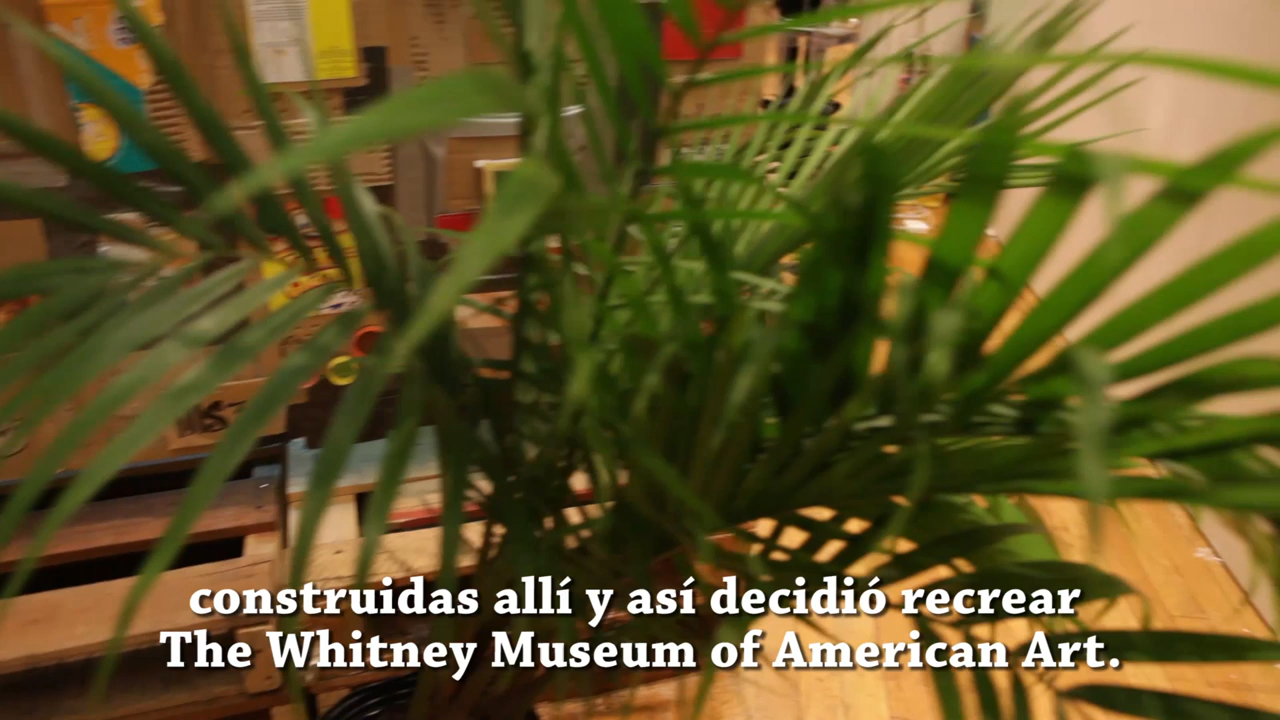 construidas allí y así decidió recrear
The Whitney Museum of American Art.